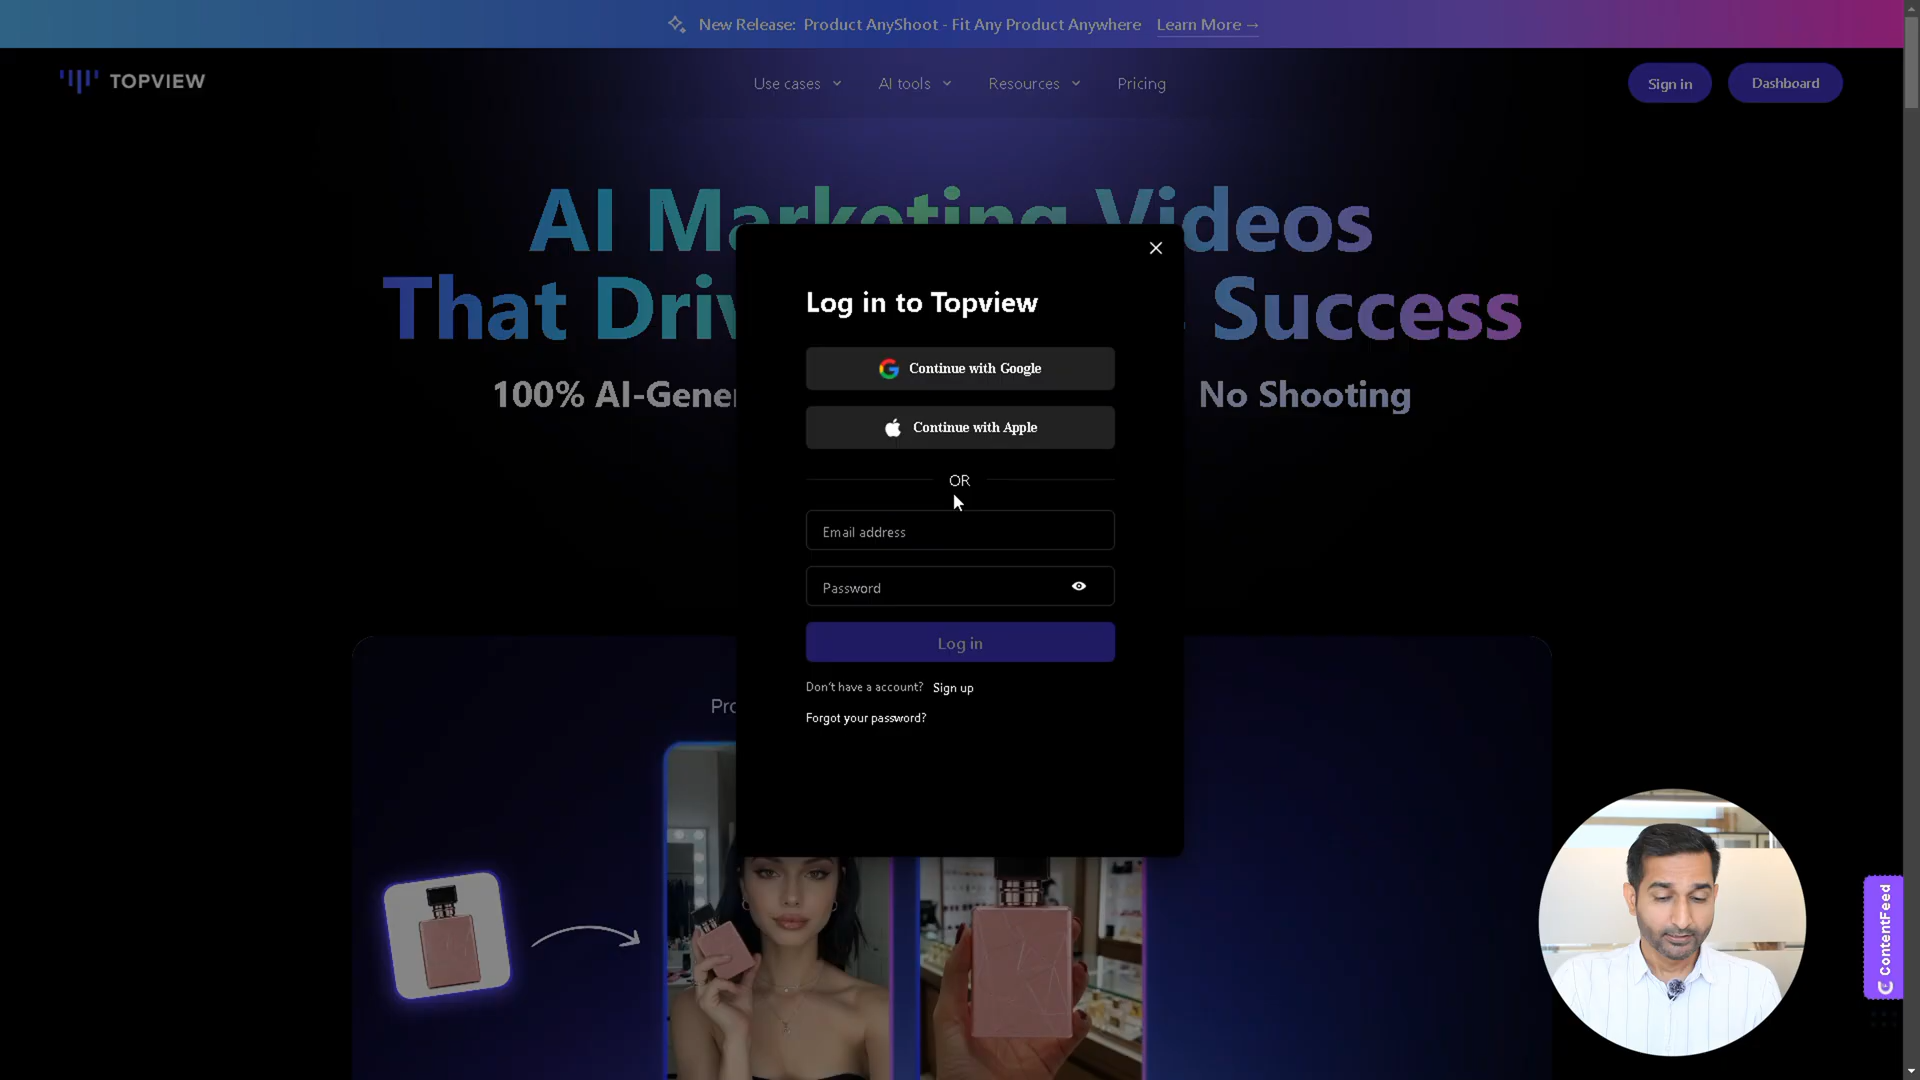 New Release: Product AnyShoot - Fit Any Product Anywhere Learn More →
TOPVIEW
Use cases
AI tools
Resources
Pricing
Sign in
Dashboard
AI Marketing Videos
That Driv Success
100% AI-Gener No Shooting
Log in to Topview
Continue with Google
Continue with Apple
OR
Email address
Password
Log in
Don't have a account? Sign up
Forgot your password?
Pro
ContentFeed